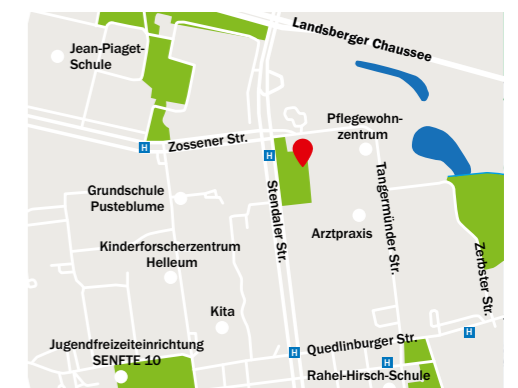 Landsberger Chaussee
Jean-Piaget-
Schule
Pflegewohn-
zentrum
Zossener Str.
H
H
Grundschule
Pusteblume
Stendaler Str.
Tangermünder Str.
Arztpraxis
Kinderforscherzentrum
Helleum
Zerbster Str.
Kita
H
Quedlinburger Str.
H
Jugendfreizeiteinrichtung
SENFTE 10
H
Rahel-Hirsch-Schule